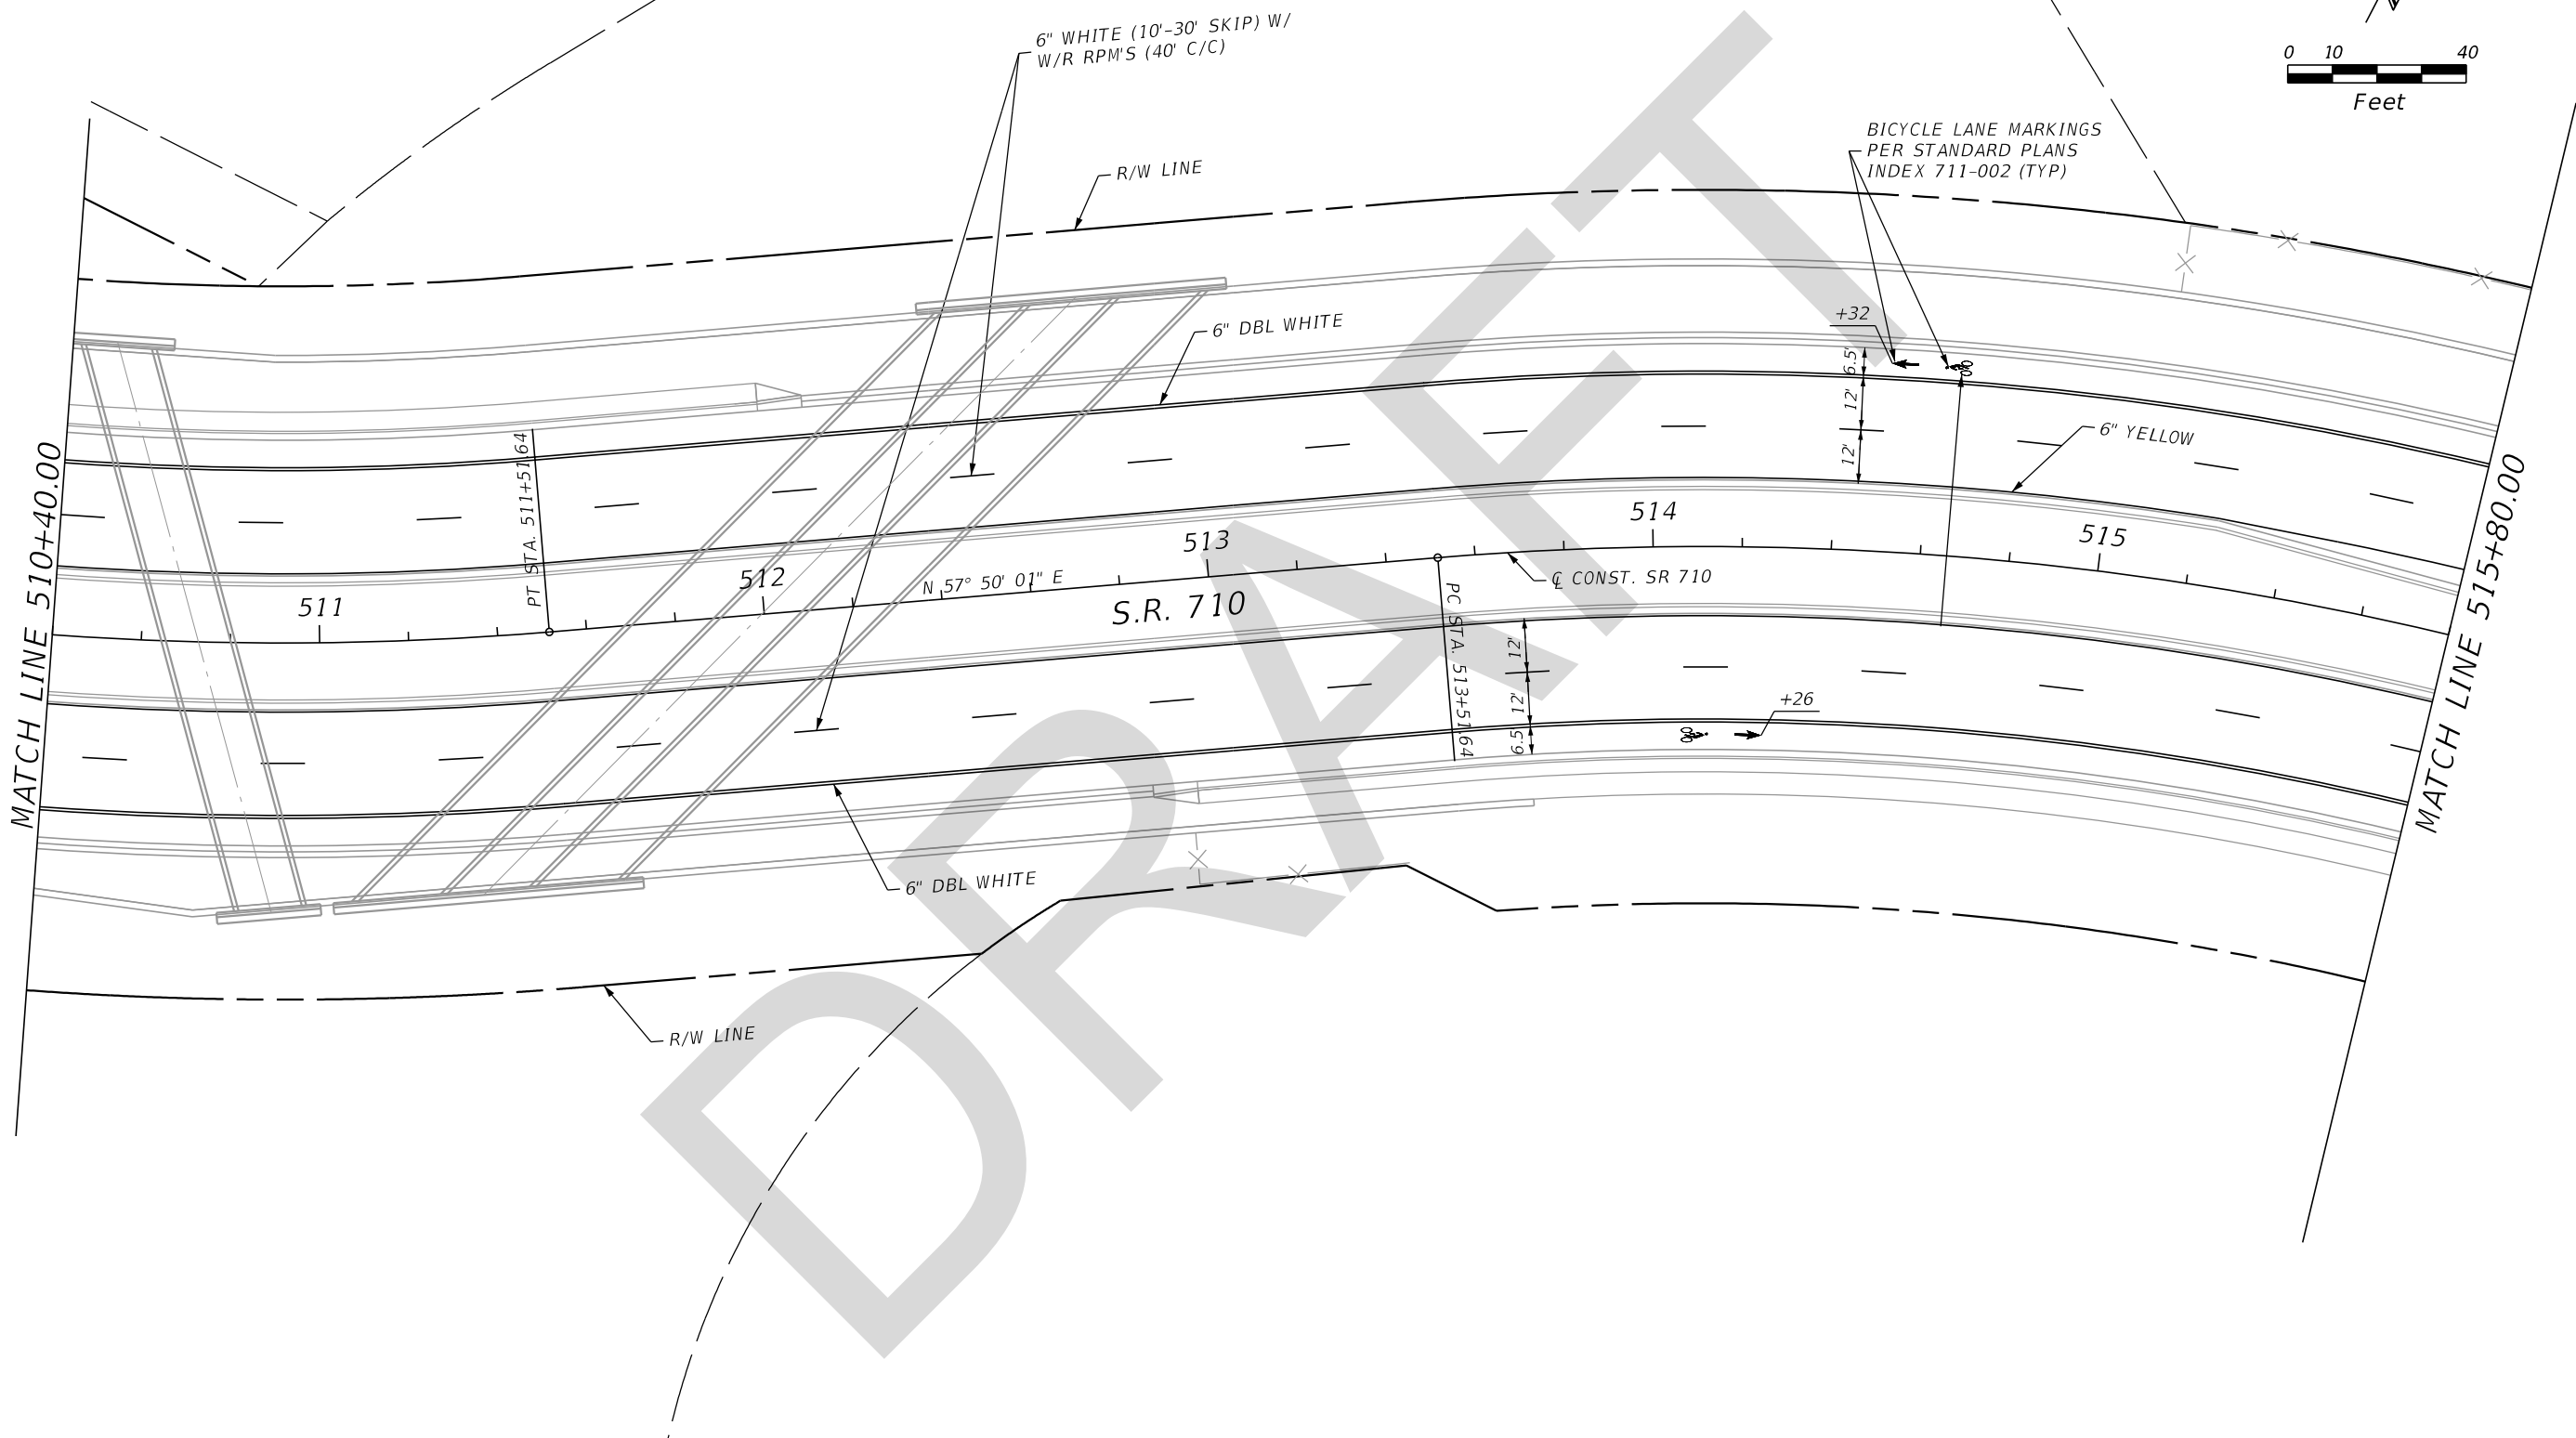 6" WHITE (10'-30' SKIP) W/
W/R RPM'S (40' C/C)
0 10 40
Feet
BICYCLE LANE MARKINGS
PER STANDARD PLANS
INDEX 711-002 (TYP)
R/W LINE
+32
6" DBL WHITE
6.5'
12'
12'
6" YELLOW
MATCH LINE 510+40.00
PT STA. 511+51.64
511
512
513
514
515
N 57° 50' 01" E
S.R. 710
℄ CONST. SR 710
PC STA. 513+51.64
12'
12'
6.5'
+26
MATCH LINE 515+80.00
6" DBL WHITE
R/W LINE
DRAFT